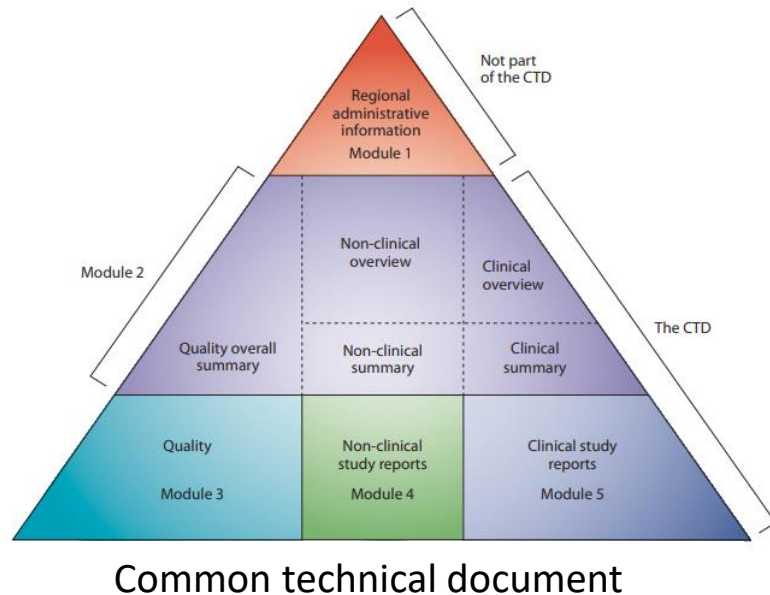 Not part
of the CTD
Regional
administrative
information
Module 1
Module 2
Non-clinical
overview
Clinical
overview
The CTD
Quality overall
summary
Non-clinical
summary
Clinical
summary
Quality
Module 3
Non-clinical
study reports
Module 4
Clinical study
reports
Module 5
Common technical document